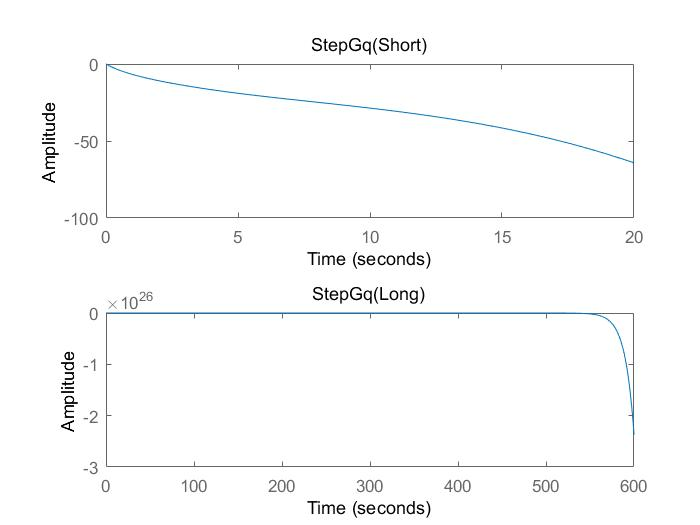 StepGq(Short)
0
-50
-100
Amplitude
0 5 10 15 20
Time (seconds)
×10^26
StepGq(Long)
0
-1
-2
-3
Amplitude
0 100 200 300 400 500 600
Time (seconds)